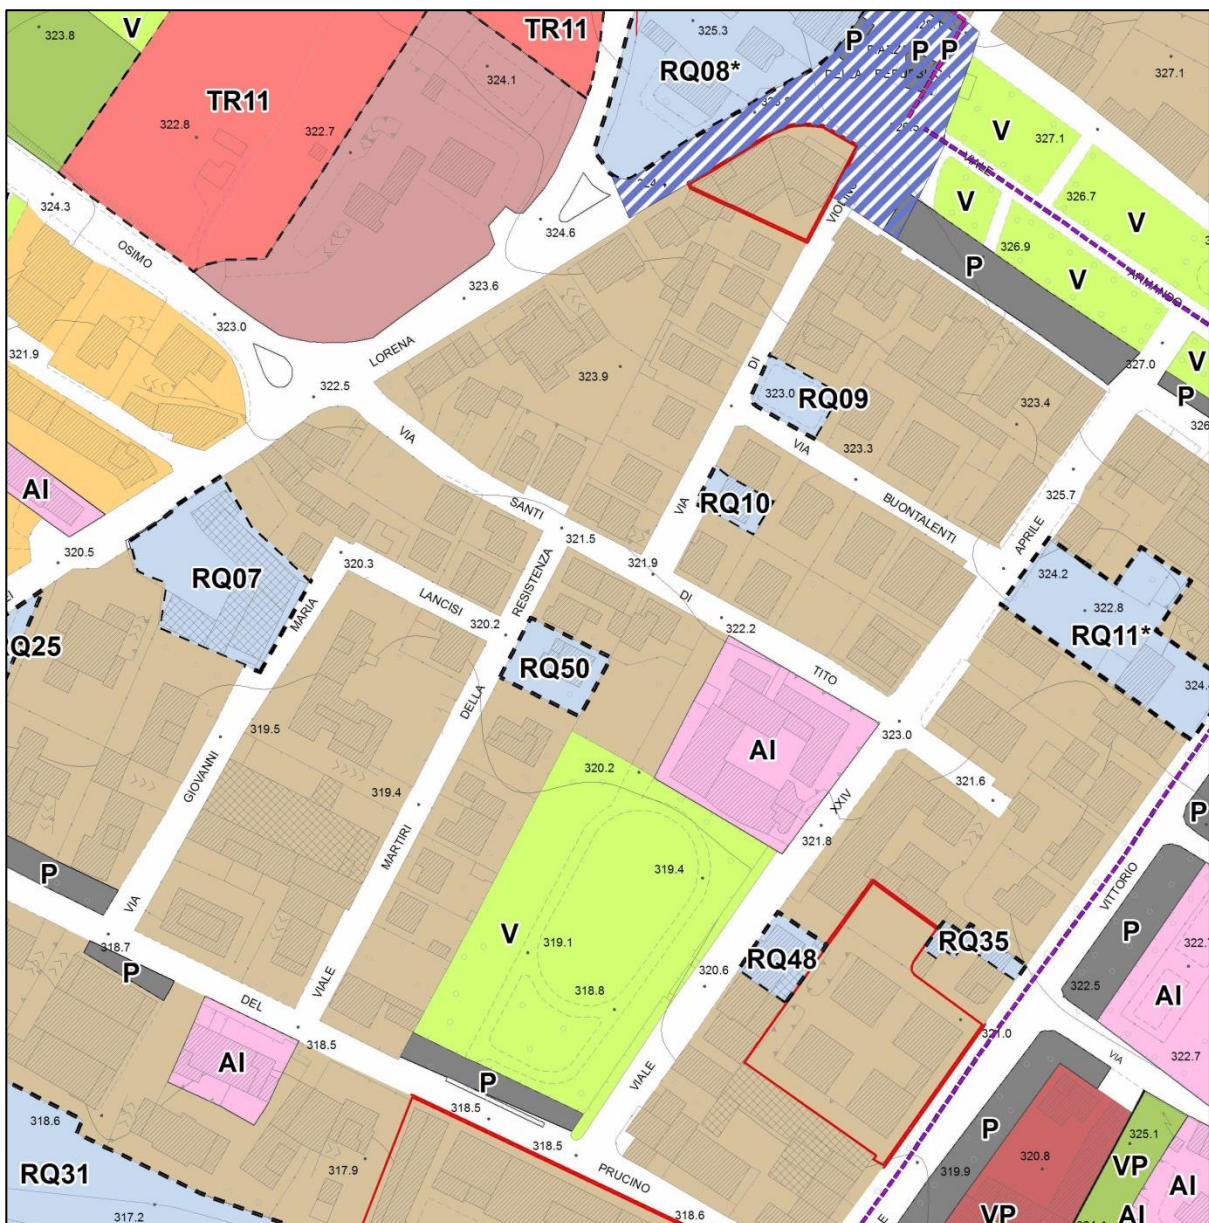 323.8
V
TR11
TR11
324.1
322.8
322.7
325.3
RQ08*
P
P
P
PIAZZA
DELLA REPUBBLICA
327.1
V
327.1
VIALE
326.7
V
V
326.9
V
ARMANDO
P
VIOLINO
324.3
OSIMO
324.6
323.6
323.0
LORENA
322.5
321.9
323.9
DI
323.0
RQ09
323.4
327.0
V
P
VIA
323.3
VIA
SANTI
VIA
RQ10
BUONTALENTI
325.7
APRILE
AI
320.5
RQ07
320.3
321.5
321.9
RESISTENZA
LANCISI
MARIA
320.2
DI
322.2
324.2
322.8
RQ11*
RQ25
RQ50
TITO
DELLA
319.5
323.0
AI
320.2
321.6
GIOVANNI
319.4
MARTIRI
XXIV
321.8
319.4
P
VIA
V
319.1
318.8
320.6
RQ48
RQ35
VITTORIO
P
P
322.5
AI
318.7
P
DEL
VIALE
318.5
AI
P
318.5
318.5
VIALE
321.0
VIA
322.7
P
320.8
325.1
VP
AI
318.6
RQ31
317.9
PRUCINO
319.9
317.2
318.6
VP
AI